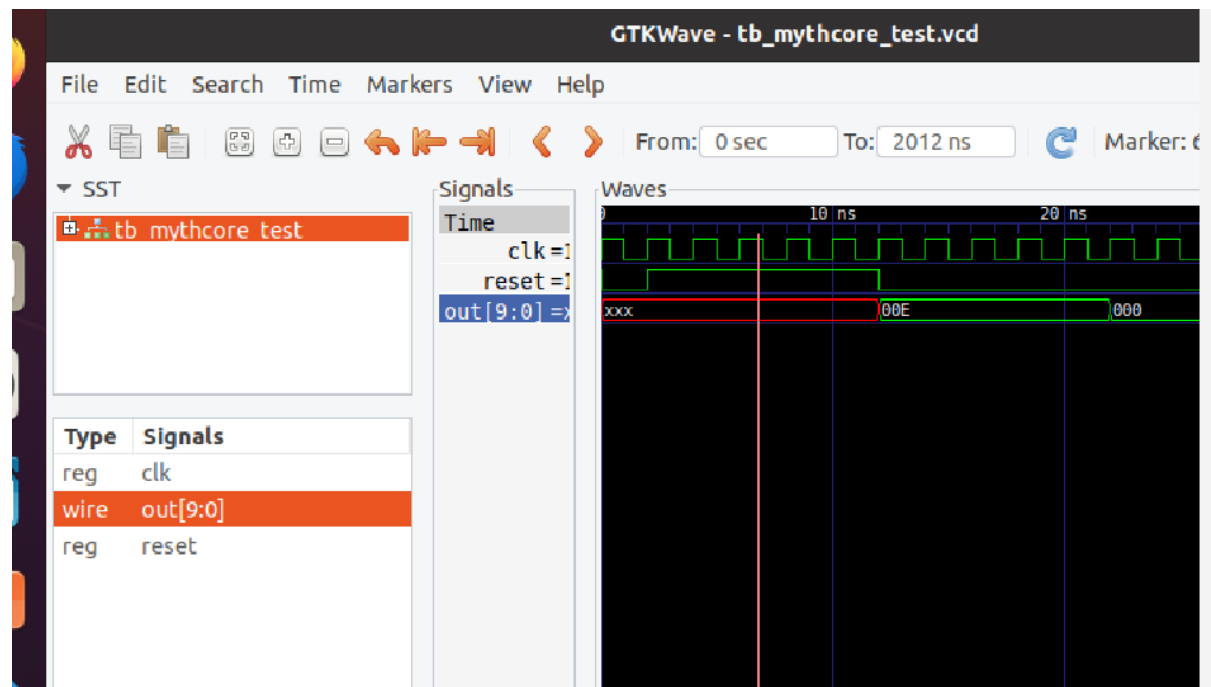 GTKWave - tb_mythcore_test.vcd
File Edit Search Time Markers View Help
From: 0 sec To: 2012 ns Marker:
SST
tb_mythcore_test
Type Signals
reg clk
wire out[9:0]
reg reset
Signals
Time
clk =1
reset =1
out[9:0] =x
Waves
10 ns 20 ns
xxx 00E 000